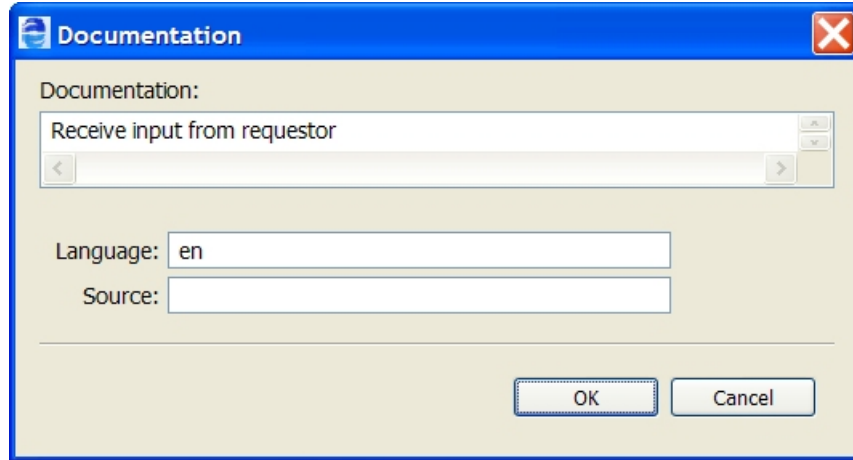 Documentation
Documentation:
Receive input from requestor
Language: en
Source:
OK Cancel